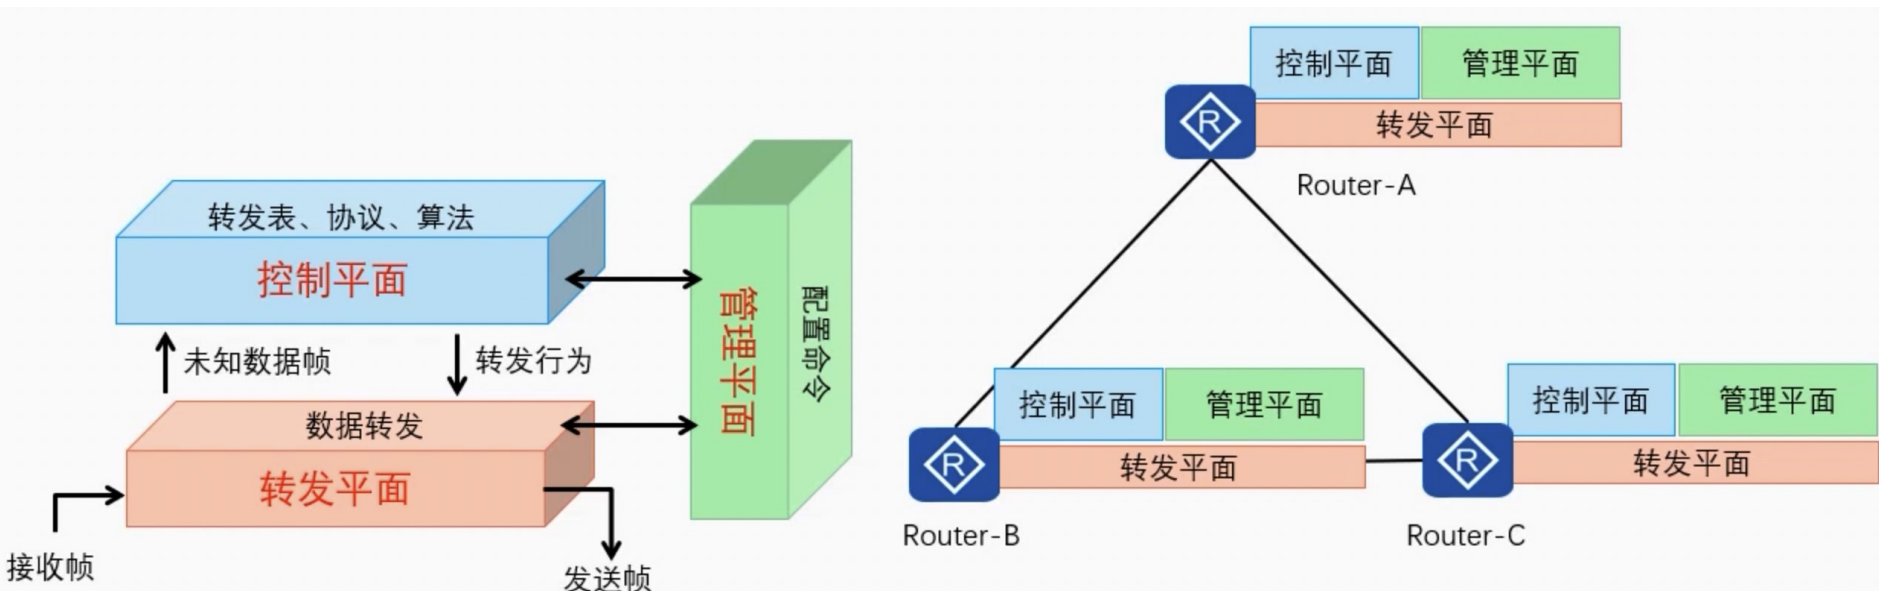 转发表、协议、算法
控制平面
未知数据帧
转发行为
数据转发
转发平面
接收帧
发送帧
管理平面
配置命令
控制平面
管理平面
转发平面
R
Router-A
控制平面
管理平面
转发平面
R
Router-B
控制平面
管理平面
转发平面
R
Router-C